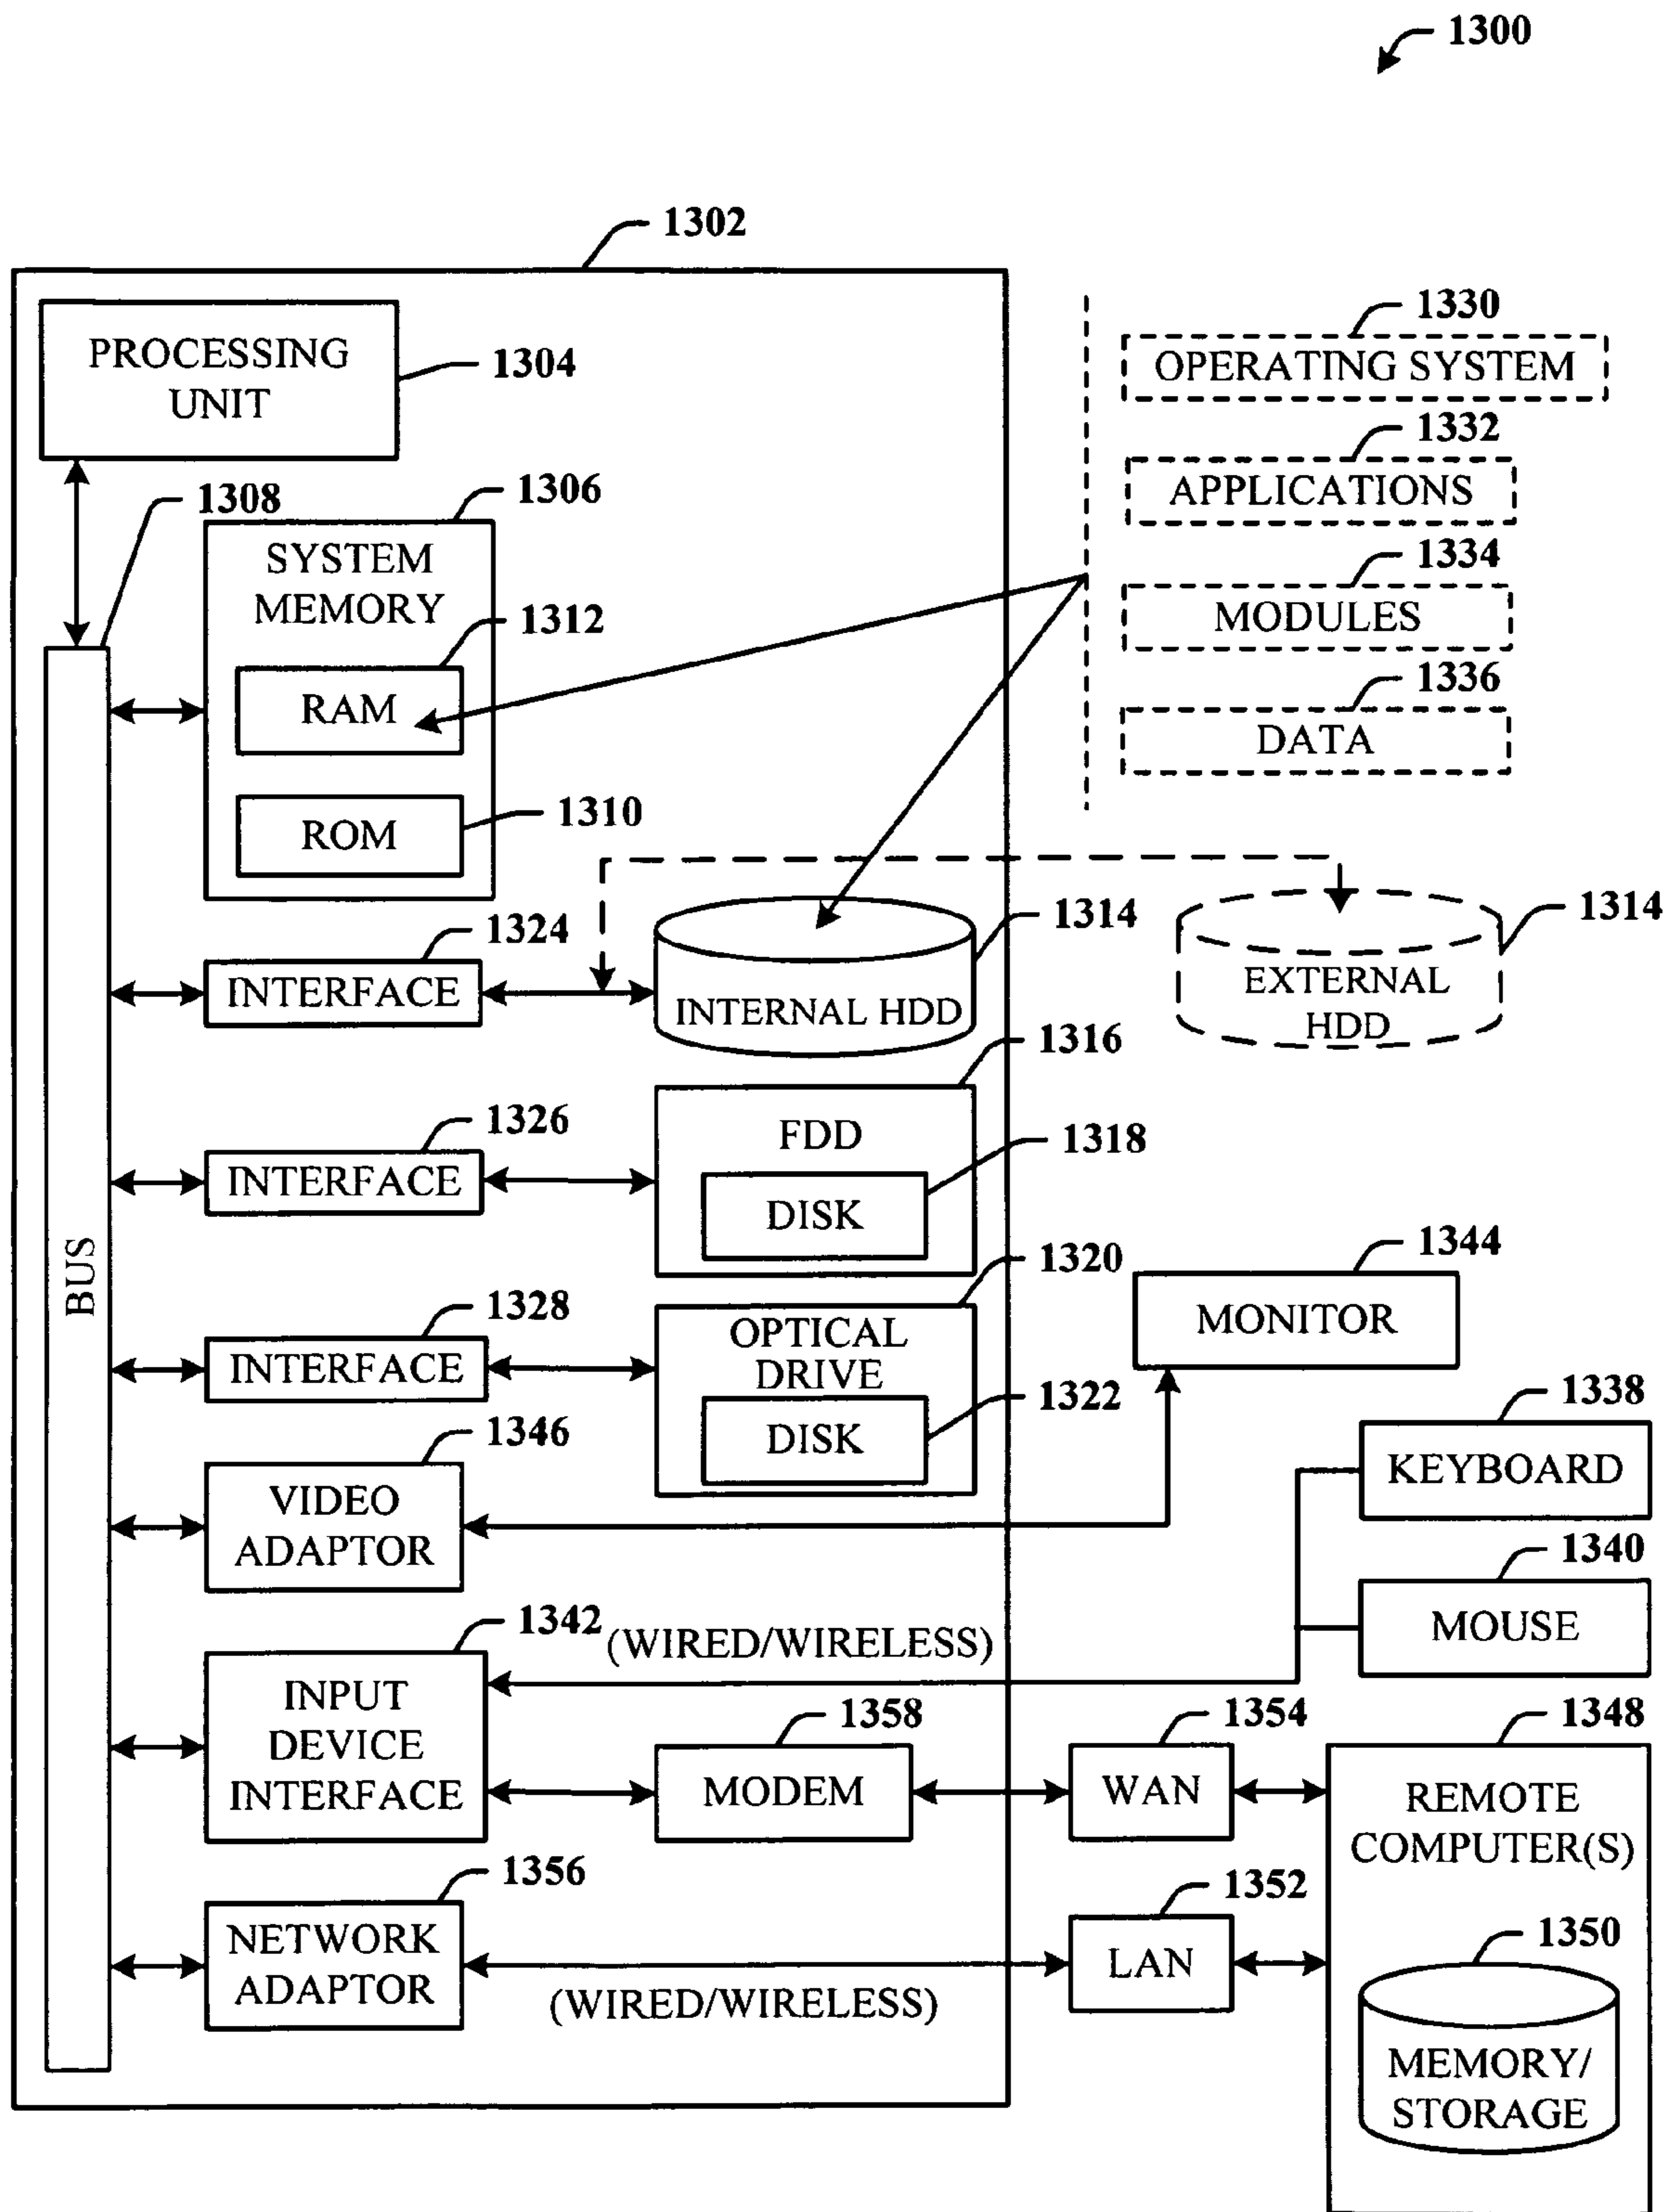 1300
1302
PROCESSING
UNIT
1304
1330
OPERATING SYSTEM
1332
APPLICATIONS
1334
MODULES
1336
DATA
1308
1306
SYSTEM
MEMORY
1312
RAM
1310
ROM
BUS
1324
INTERFACE
1314
INTERNAL HDD
1314
EXTERNAL
HDD
1326
INTERFACE
1316
FDD
1318
DISK
1328
INTERFACE
1320
OPTICAL
DRIVE
1322
DISK
1344
MONITOR
1346
VIDEO
ADAPTOR
1338
KEYBOARD
1340
MOUSE
1342
(WIRED/WIRELESS)
INPUT
DEVICE
INTERFACE
1358
MODEM
1354
WAN
1348
REMOTE
COMPUTER(S)
1356
NETWORK
ADAPTOR
(WIRED/WIRELESS)
1352
LAN
1350
MEMORY/
STORAGE